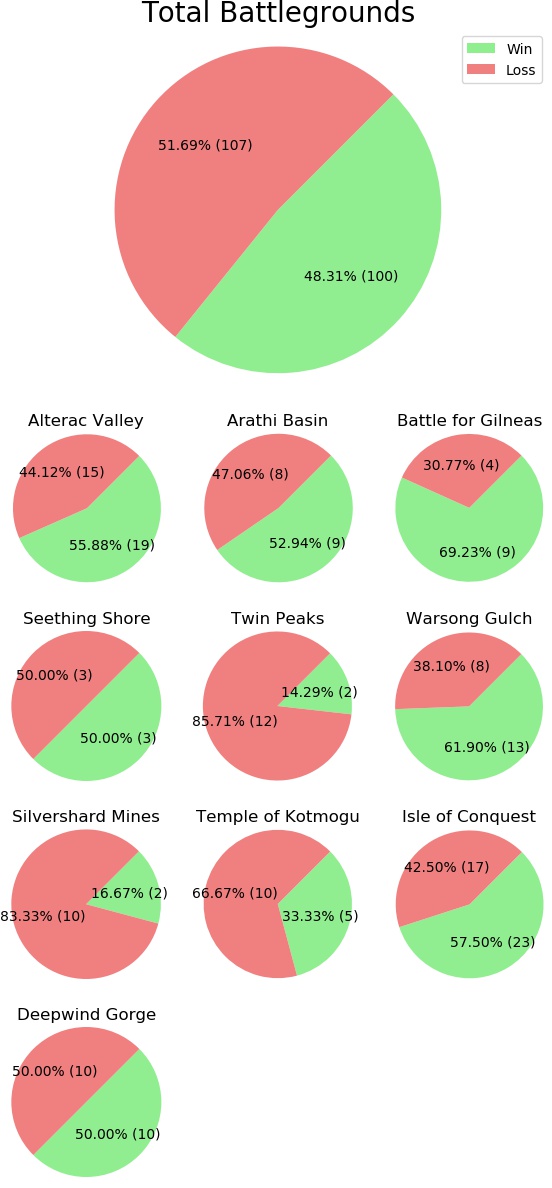 Total Battlegrounds
Win
Loss
51.69% (107)
48.31% (100)
Alterac Valley
44.12% (15)
55.88% (19)
Arathi Basin
47.06% (8)
52.94% (9)
Battle for Gilneas
30.77% (4)
69.23% (9)
Seething Shore
50.00% (3)
50.00% (3)
Twin Peaks
14.29% (2)
85.71% (12)
Warsong Gulch
38.10% (8)
61.90% (13)
Silvershard Mines
16.67% (2)
83.33% (10)
Temple of Kotmogu
66.67% (10)
33.33% (5)
Isle of Conquest
42.50% (17)
57.50% (23)
Deepwind Gorge
50.00% (10)
50.00% (10)